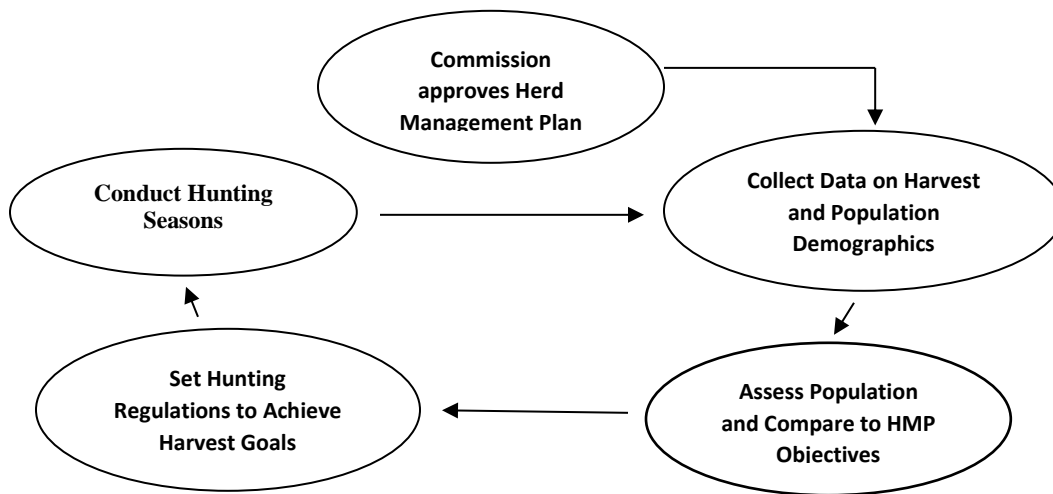 Commission
approves Herd
Management Plan
Conduct Hunting
Seasons
Collect Data on Harvest
and Population
Demographics
Set Hunting
Regulations to Achieve
Harvest Goals
Assess Population
and Compare to HMP
Objectives